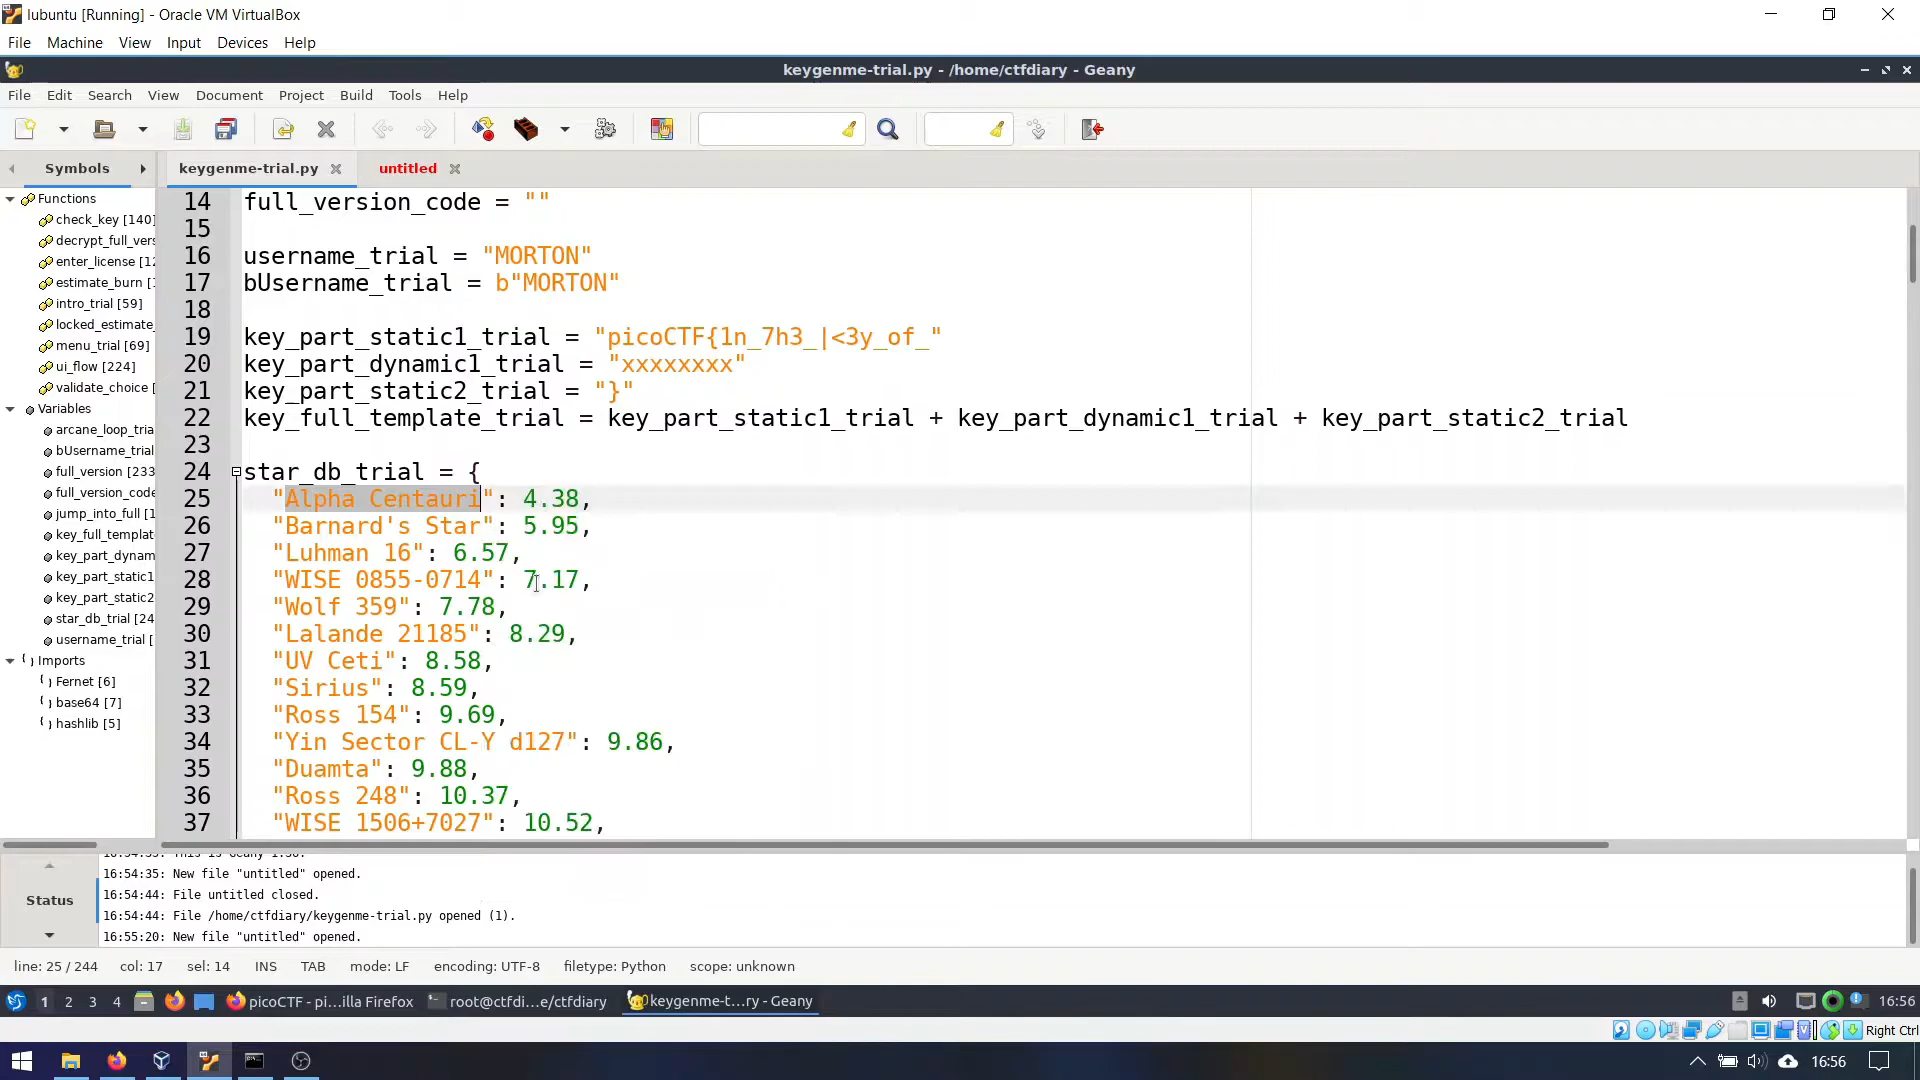 lubuntu [Running] - Oracle VM VirtualBox
File Machine View Input Devices Help
keygenme-trial.py - /home/ctfdiary - Geany
File Edit Search View Document Project Build Tools Help
Symbols
keygenme-trial.py
untitled
Functions
check_key [140]
decrypt_full_vers
enter_license [12
estimate_burn [1
intro_trial [59]
locked_estimate_
menu_trial [69]
ui_flow [224]
validate_choice [
Variables
arcane_loop_tria
bUsername_trial
full_version [233
full_version_code
jump_into_full [1
key_full_templat
key_part_dynam
key_part_static1
key_part_static2
star_db_trial [24
username_trial [
Imports
Fernet [6]
base64 [7]
hashlib [5]
14 full_version_code = ""
15
16 username_trial = "MORTON"
17 bUsername_trial = b"MORTON"
18
19 key_part_static1_trial = "picoCTF{1n_7h3_|<3y_of_"
20 key_part_dynamic1_trial = "xxxxxxxx"
21 key_part_static2_trial = "}"
22 key_full_template_trial = key_part_static1_trial + key_part_dynamic1_trial + key_part_static2_trial
23
24 star_db_trial = {
25 "Alpha Centauri": 4.38,
26 "Barnard's Star": 5.95,
27 "Luhman 16": 6.57,
28 "WISE 0855-0714": 7.17,
29 "Wolf 359": 7.78,
30 "Lalande 21185": 8.29,
31 "UV Ceti": 8.58,
32 "Sirius": 8.59,
33 "Ross 154": 9.69,
34 "Yin Sector CL-Y d127": 9.86,
35 "Duamta": 9.88,
36 "Ross 248": 10.37,
37 "WISE 1506+7027": 10.52,
Status
16:54:35: This is Geany 1.38.
16:54:35: New file "untitled" opened.
16:54:44: File untitled closed.
16:54:44: File /home/ctfdiary/keygenme-trial.py opened (1).
16:55:20: New file "untitled" opened.
line: 25 / 244 col: 17 sel: 14 INS TAB mode: LF encoding: UTF-8 filetype: Python scope: unknown
1 2 3 4 picoCTF - pi…illa Firefox root@ctfdi…e/ctfdiary keygenme-t…ry - Geany 16:56
Right Ctrl
16:56